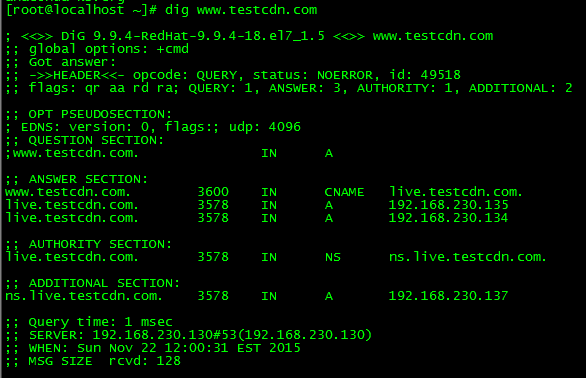 [root@localhost ~]# dig www.testcdn.com
; <<>> DiG 9.9.4-RedHat-9.9.4-18.el7_1.5 <<>> www.testcdn.com
;; global options: +cmd
;; Got answer:
;; ->>HEADER<<- opcode: QUERY, status: NOERROR, id: 49518
;; flags: qr aa rd ra; QUERY: 1, ANSWER: 3, AUTHORITY: 1, ADDITIONAL: 2
;; OPT PSEUDOSECTION:
; EDNS: version: 0, flags:; udp: 4096
;; QUESTION SECTION:
;www.testcdn.com. IN A
;; ANSWER SECTION:
www.testcdn.com. 3600 IN CNAME live.testcdn.com.
live.testcdn.com. 3578 IN A 192.168.230.135
live.testcdn.com. 3578 IN A 192.168.230.134
;; AUTHORITY SECTION:
live.testcdn.com. 3578 IN NS ns.live.testcdn.com.
;; ADDITIONAL SECTION:
ns.live.testcdn.com. 3578 IN A 192.168.230.137
;; Query time: 1 msec
;; SERVER: 192.168.230.130#53(192.168.230.130)
;; WHEN: Sun Nov 22 12:00:31 EST 2015
;; MSG SIZE rcvd: 128